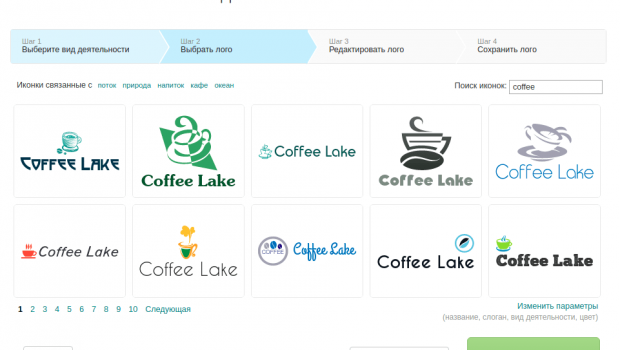 Шаг 1
Выберите вид деятельности
Шаг 2
Выбрать лого
Шаг 3
Редактировать лого
Шаг 4
Сохранить лого
Иконки связанные с поток природа напиток кафе океан
Поиск иконок: coffee
Coffee Lake
Coffee Lake
Coffee Lake
Coffee Lake
Coffee Lake
Coffee Lake
Coffee Lake
COFFEE Coffee Lake
Coffee Lake
Coffee Lake
1 2 3 4 5 6 7 8 9 10 Следующая
Изменить параметры
(название, слоган, вид деятельности, цвет)